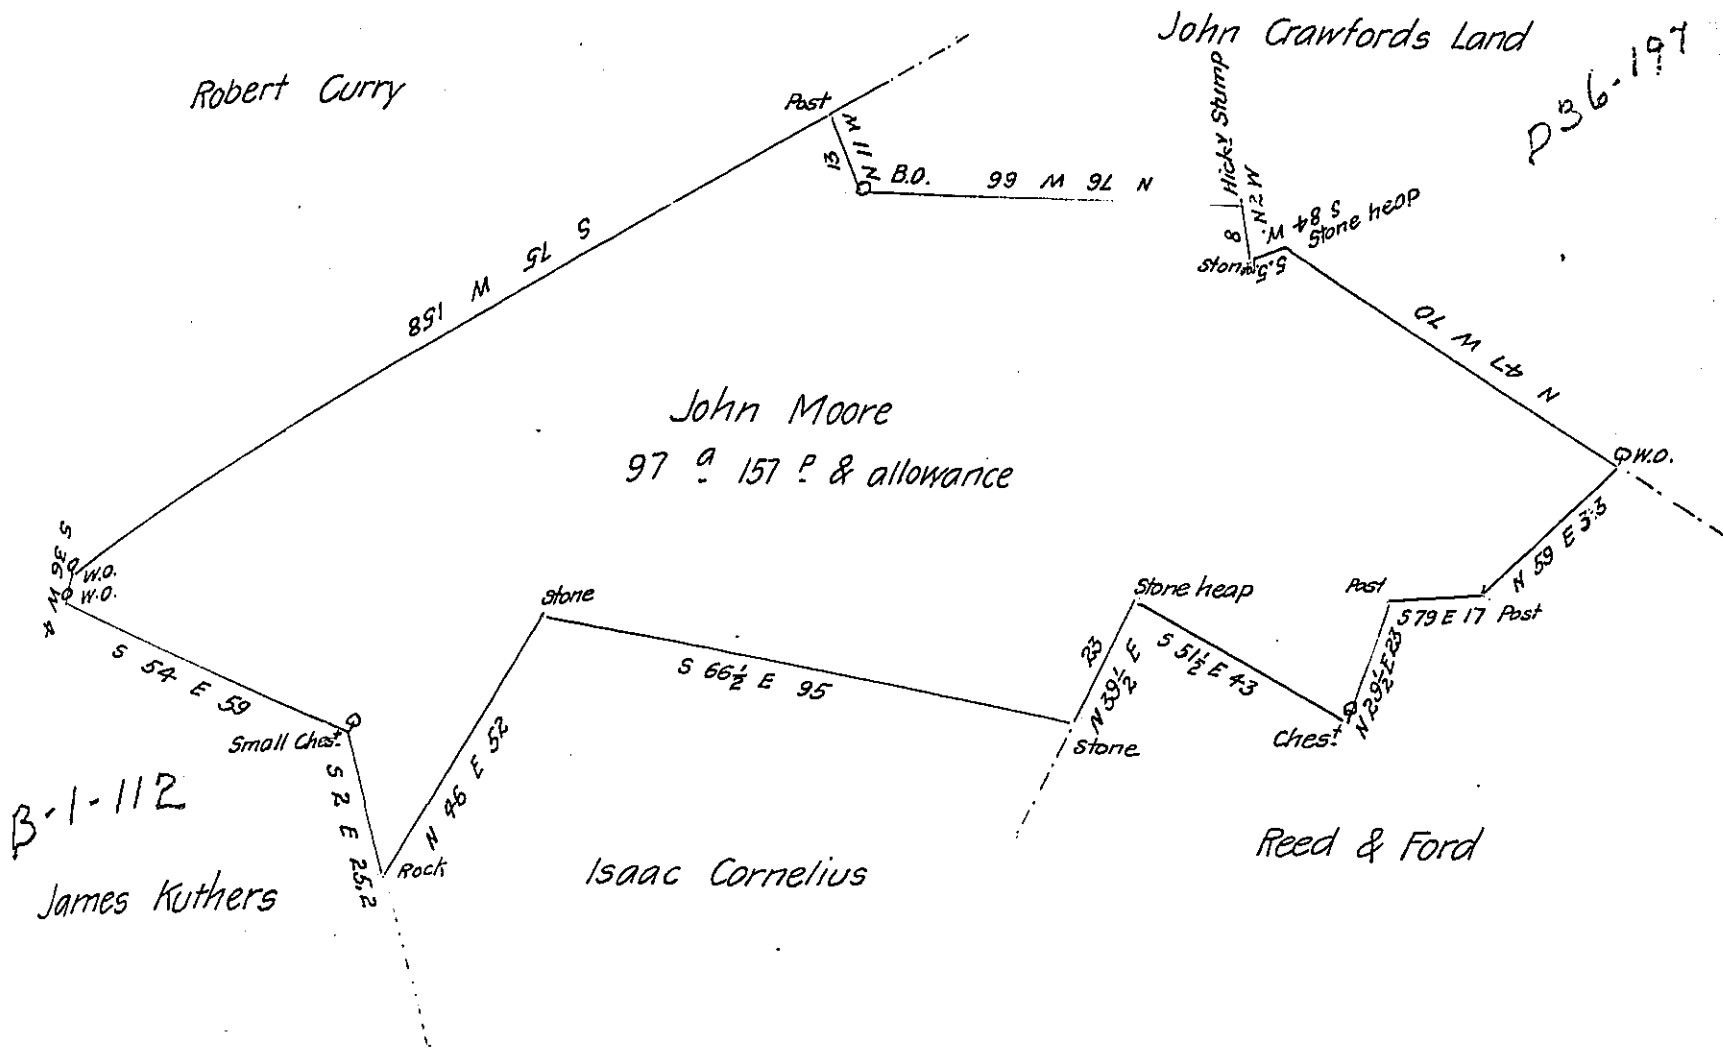 John Crawfords Land
Robert Curry
Post
N 11 W
13
B.O.
N 76 W 66
Hicky Stump
N 2 W.
8
Stone
S 84 W.
5.5
Stone heap
S 75 W 158
N 47 W 70
W.O.
John Moore
97 a 157 p & allowance
N 59 E 3:3
S 36 W 4
W.O.
W.O.
Stone
Stone heap
Post
S 79 E 17
Post
S 54 E 59
S 66½ E 95
23
N 39½ E
S 51½ E 43
N 29½ E 23
Small Chest
Stone
Chest
S 2 E 25,2
N 46 E 52
B-1-112
Rock
Isaac Cornelius
Reed & Ford
James Kuthers